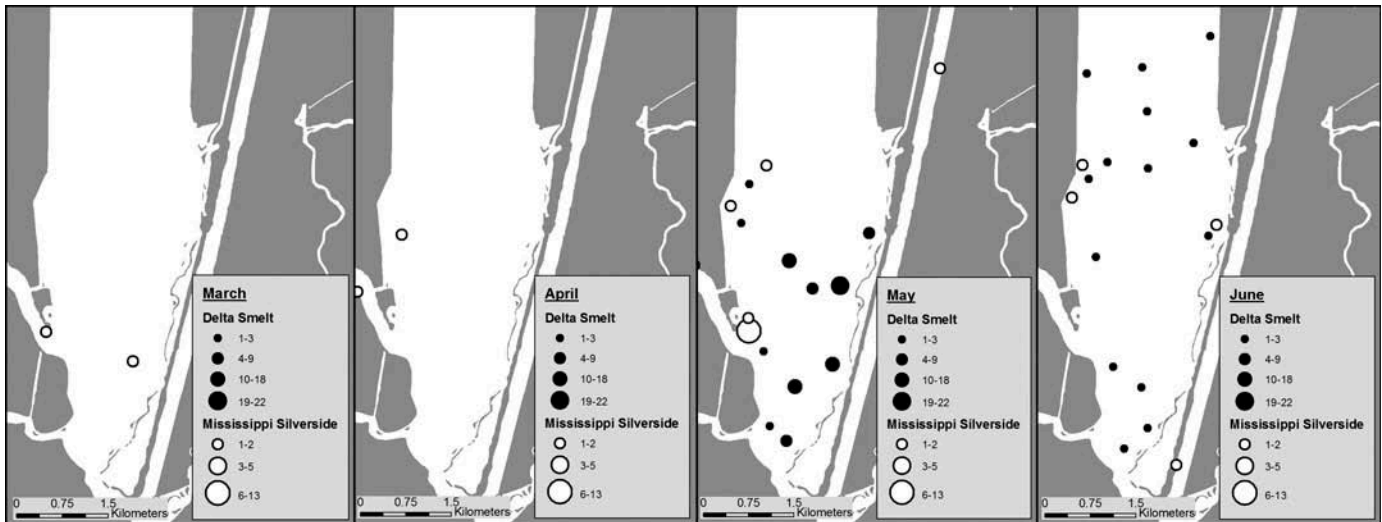 March
Delta Smelt
1-3
4-9
10-18
19-22
Mississippi Silverside
1-2
3-5
6-13
0 0.75 1.5
Kilometers
April
Delta Smelt
1-3
4-9
10-18
19-22
Mississippi Silverside
1-2
3-5
6-13
0 0.75 1.5
Kilometers
May
Delta Smelt
1-3
4-9
10-18
19-22
Mississippi Silverside
1-2
3-5
6-13
0 0.75 1.5
Kilometers
June
Delta Smelt
1-3
4-9
10-18
19-22
Mississippi Silverside
1-2
3-5
6-13
0 0.75 1.5
Kilometers